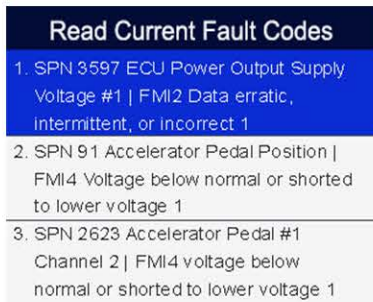 Read Current Fault Codes
1. SPN 3597 ECU Power Output Supply
Voltage #1 | FMI2 Data erratic,
intermittent, or incorrect 1
2. SPN 91 Accelerator Pedal Position |
FMI4 Voltage below normal or shorted
to lower voltage 1
3. SPN 2623 Accelerator Pedal #1
Channel 2 | FMI4 voltage below
normal or shorted to lower voltage 1